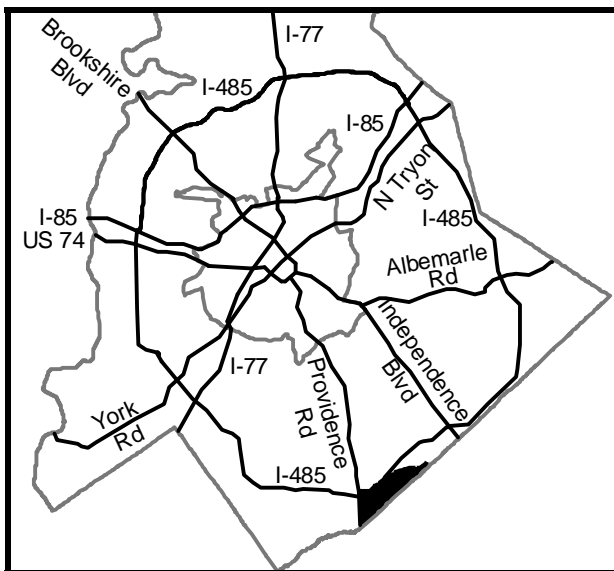 I-77
Brookshire
Blvd
I-485
I-85
N Tryon
St
I-85
US 74
I-485
Albemarle
Rd
Independence
Blvd
I-77
Providence
Rd
York
Rd
I-485